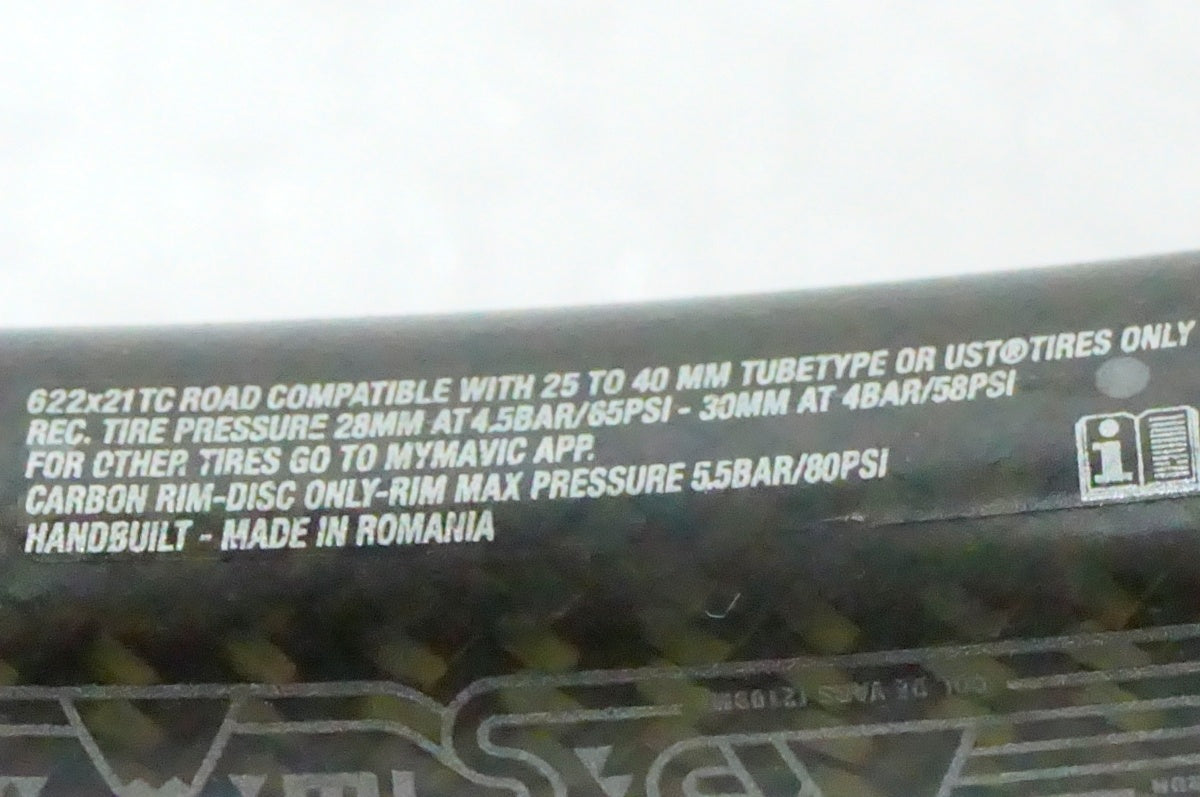 622x21TC ROAD COMPATIBLE WITH 25 TO 40 MM TUBETYPE OR UST® TIRES ONLY
REC. TIRE PRESSURE 28MM AT 4.5BAR/65PSI - 30MM AT 4BAR/58PSI
FOR OTHER TIRES GO TO MYMAVIC APP.
CARBON RIM-DISC ONLY-RIM MAX PRESSURE 5.5BAR/80PSI
HANDBUILT - MADE IN ROMANIA
i